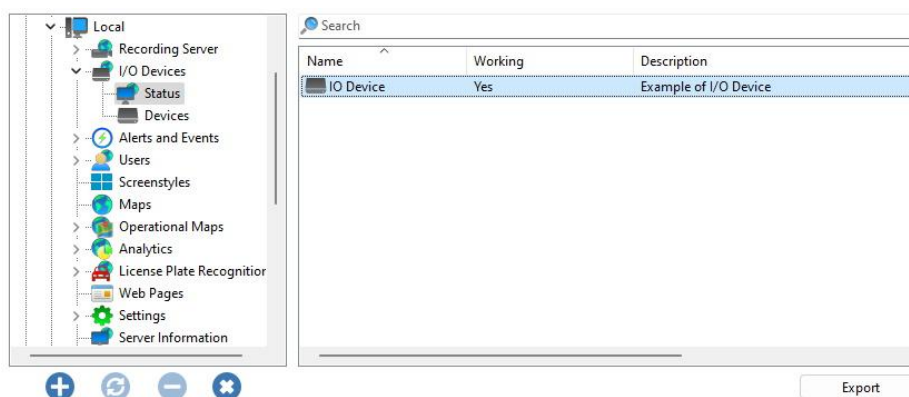 Local
Recording Server
I/O Devices
Status
Devices
Alerts and Events
Users
Screenstyles
Maps
Operational Maps
Analytics
License Plate Recognition
Web Pages
Settings
Server Information
Search
Name Working Description
IO Device Yes Example of I/O Device
Export